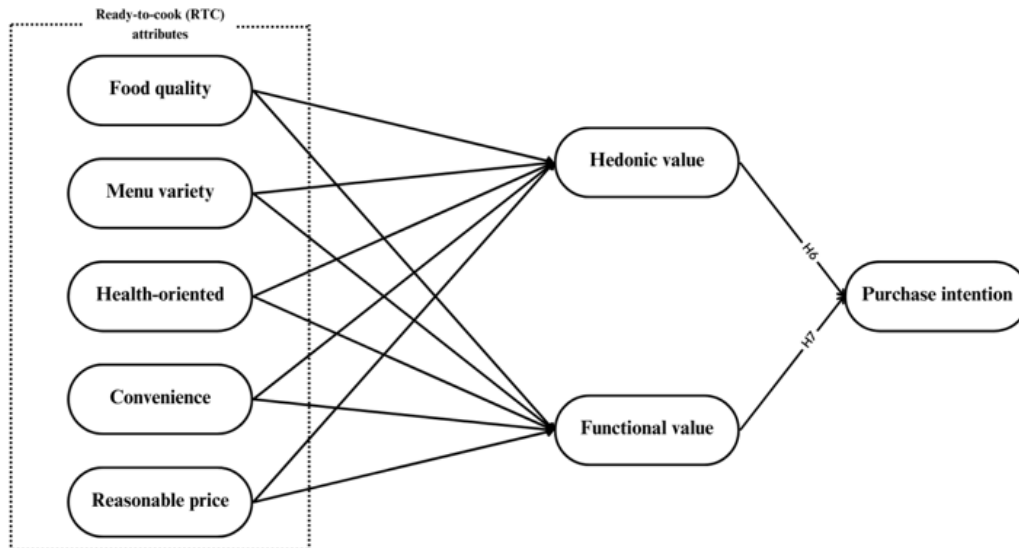 Ready-to-cook (RTC)
attributes
Food quality
Menu variety
Health-oriented
Convenience
Reasonable price
Hedonic value
Functional value
H6
H7
Purchase intention